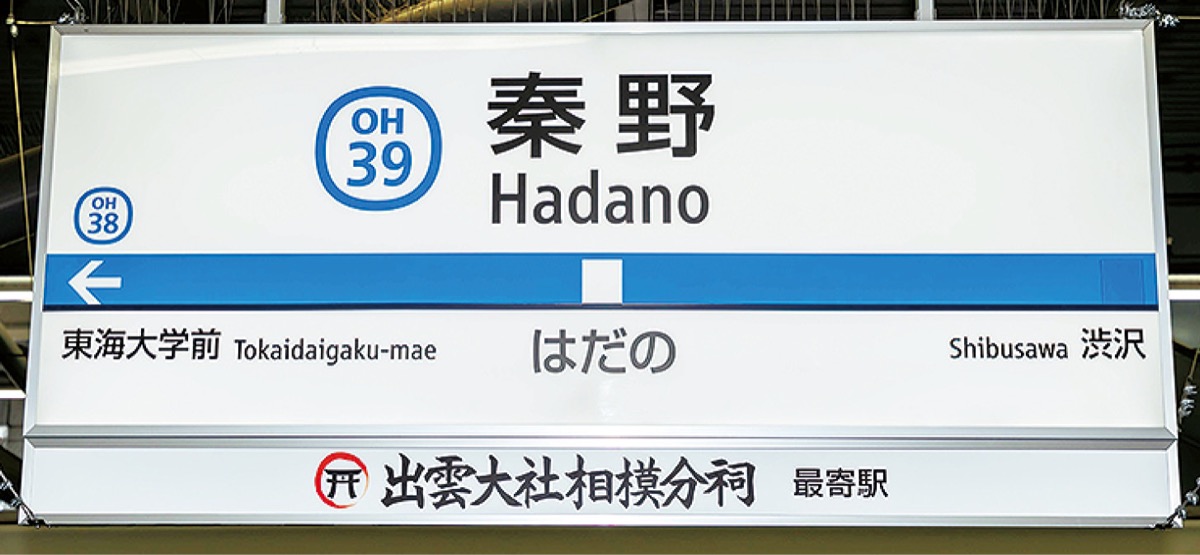 OH
39
秦野
Hadano
OH
38
東海大学前 Tokaidaigaku-mae
はだの
Shibusawa 渋沢
出雲大社相模分祠 最寄駅